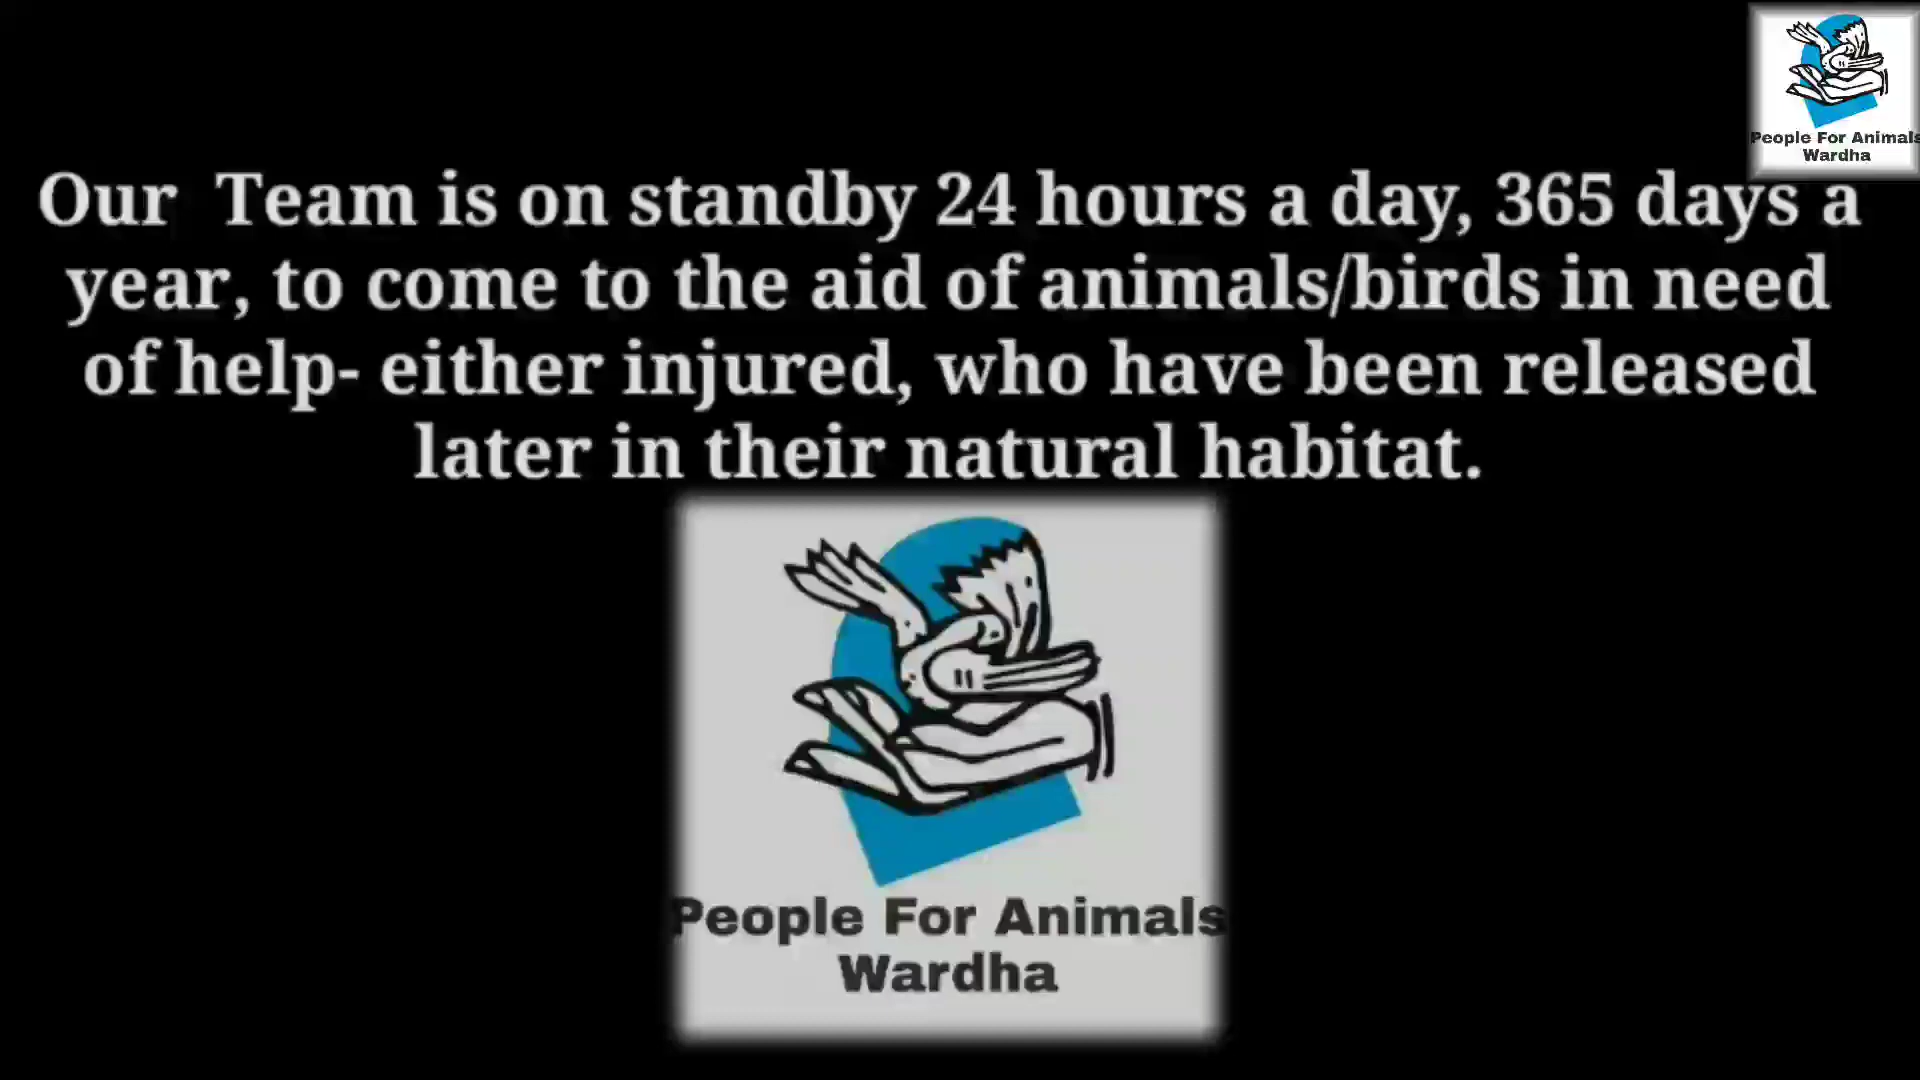 People For Animals
Wardha
Our Team is on standby 24 hours a day, 365 days a
year, to come to the aid of animals/birds in need
of help- either injured, who have been released
later in their natural habitat.
People For Animals
Wardha